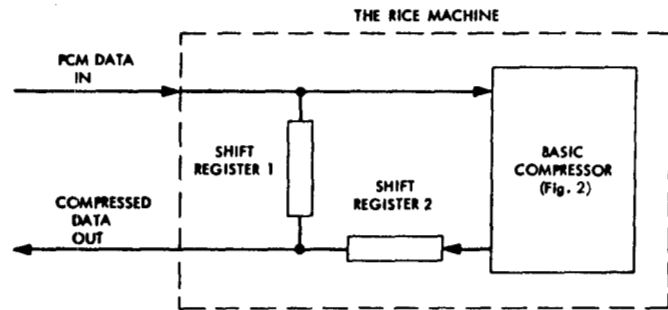 THE RICE MACHINE
PCM DATA
IN
SHIFT
REGISTER 1
SHIFT
REGISTER 2
BASIC
COMPRESSOR
(Fig. 2)
COMPRESSED
DATA
OUT